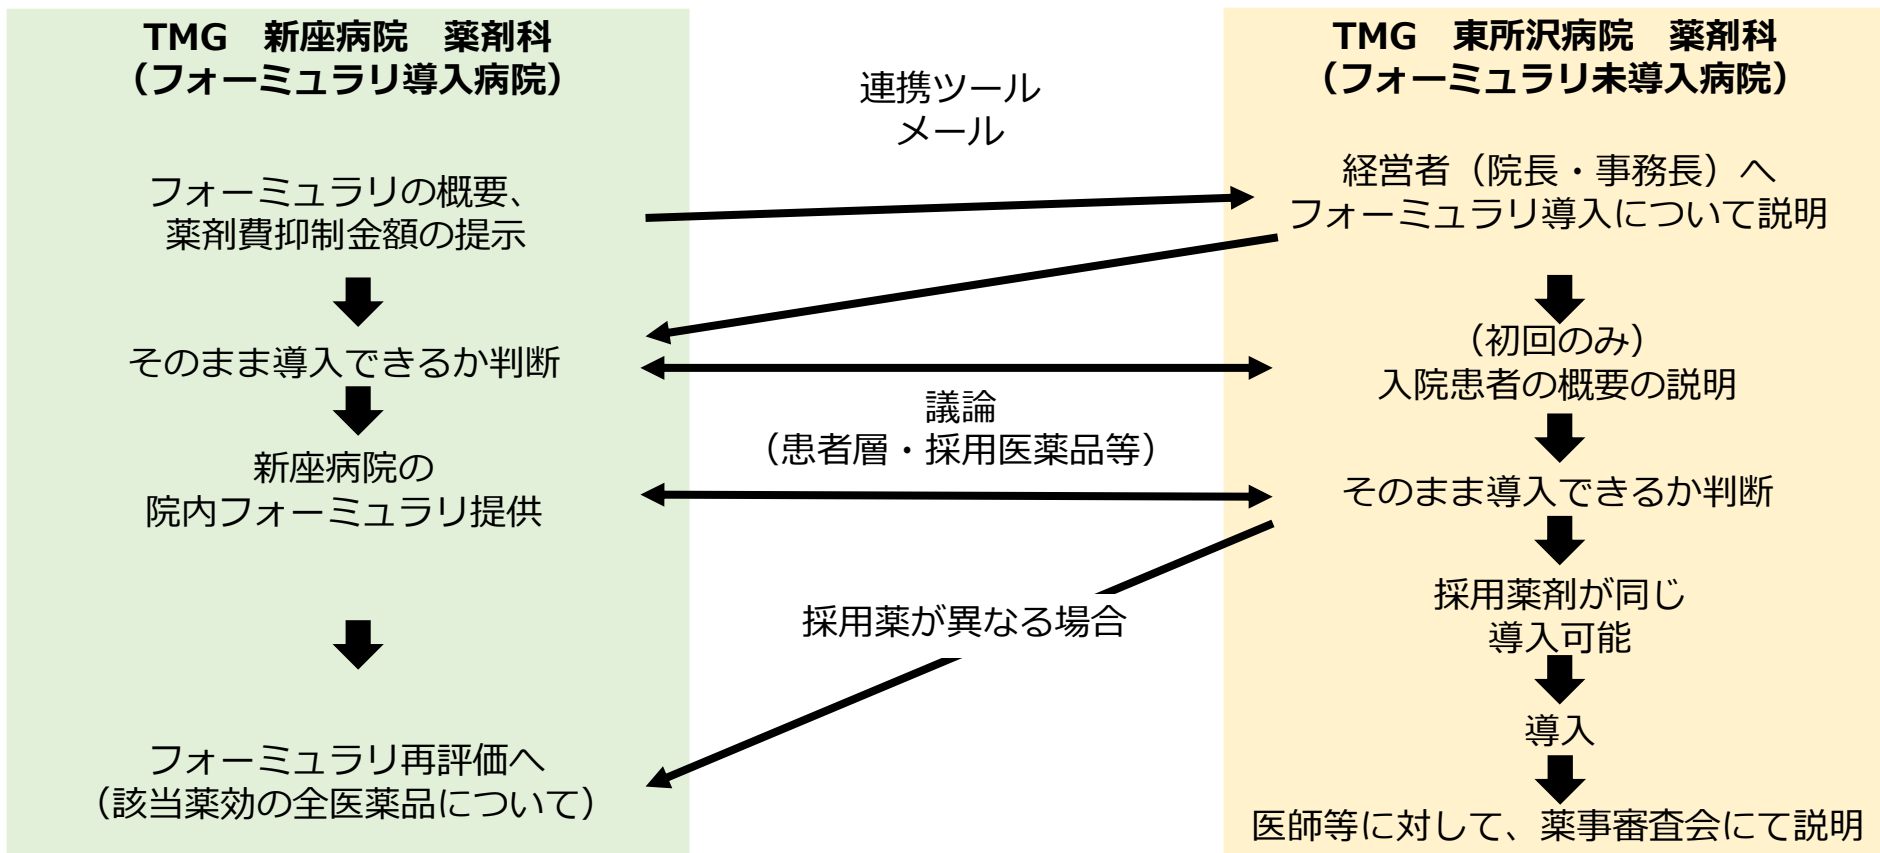 TMG 新座病院 薬剤科
（フォーミュラリ導入病院）
フォーミュラリの概要、
薬剤費抑制金額の提示
そのまま導入できるか判断
新座病院の
院内フォーミュラリ提供
フォーミュラリ再評価へ
（該当薬効の全医薬品について）
連携ツール
メール
議論
（患者層・採用医薬品等）
採用薬が異なる場合
TMG 東所沢病院 薬剤科
（フォーミュラリ未導入病院）
経営者（院長・事務長）へ
フォーミュラリ導入について説明
（初回のみ）
入院患者の概要の説明
そのまま導入できるか判断
採用薬剤が同じ
導入可能
導入
医師等に対して、薬事審査会にて説明